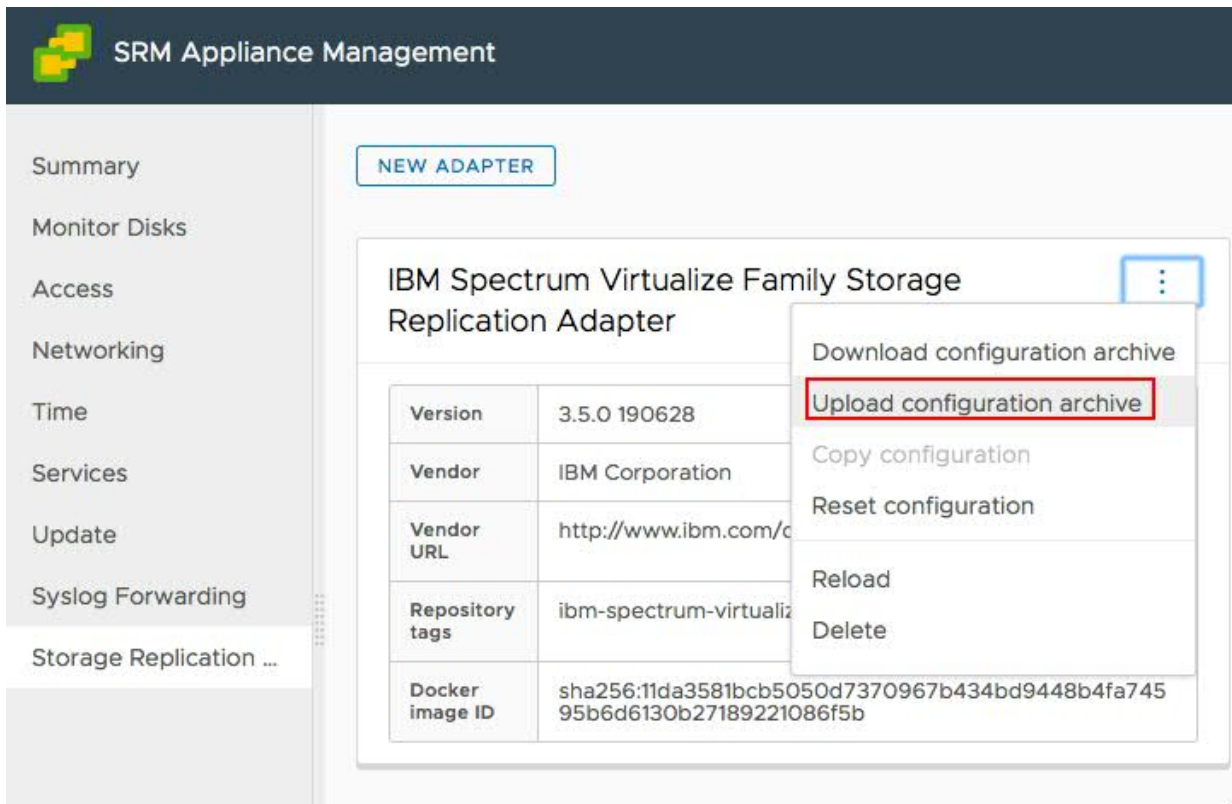 SRM Appliance Management
Summary
Monitor Disks
Access
Networking
Time
Services
Update
Syslog Forwarding
Storage Replication ...
NEW ADAPTER
IBM Spectrum Virtualize Family Storage
Replication Adapter
Version
3.5.0 190628
Vendor
IBM Corporation
Vendor
URL
http://www.ibm.com/
Repository
tags
ibm-spectrum-virtualiz
Docker
image ID
sha256:11da3581bcb5050d7370967b434bd9448b4fa745
95b6d6130b27189221086f5b
Download configuration archive
Upload configuration archive
Copy configuration
Reset configuration
Reload
Delete